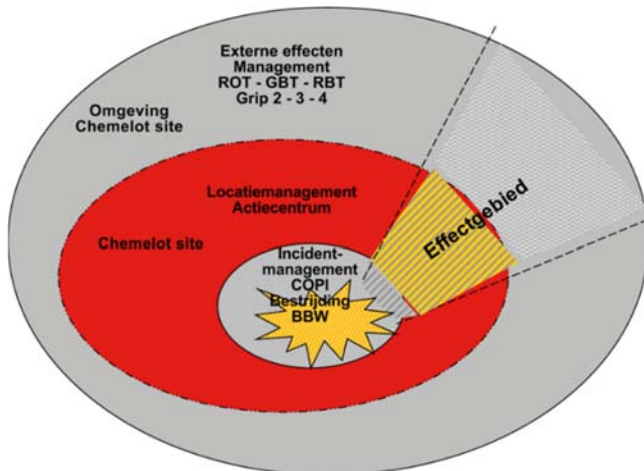 Externe effecten
Management
ROT - GBT - RBT
Grip 2 - 3 - 4
Omgeving
Chemelot site
Locatiemanagement
Actiecentrum
Chemelot site
Effectgebied
Incident-
management
COPI
Bestrijding
BBW